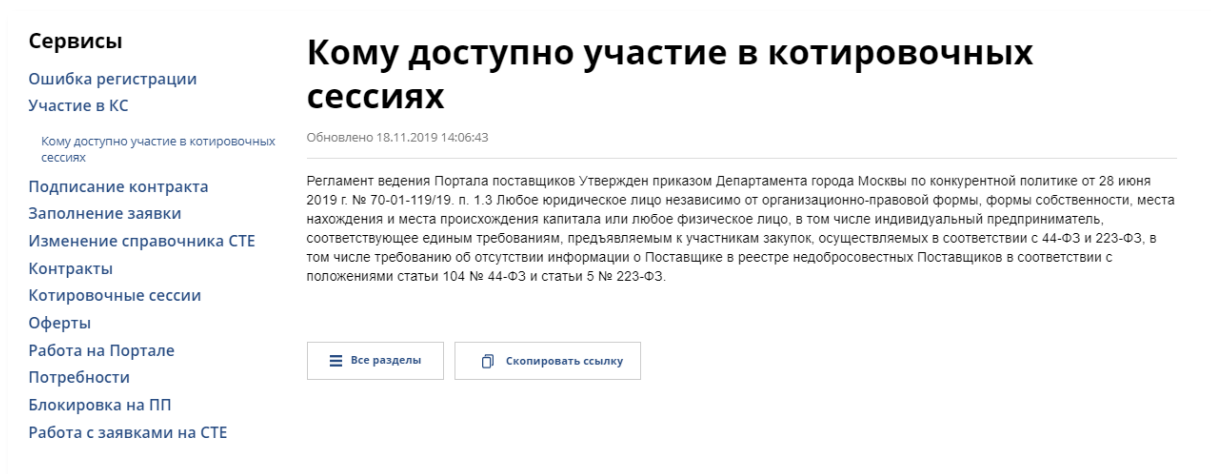 Сервисы
Ошибка регистрации
Участие в КС
Кому доступно участие в котировочных
сессиях
Подписание контракта
Заполнение заявки
Изменение справочника СТЕ
Контракты
Котировочные сессии
Оферты
Работа на Портале
Потребности
Блокировка на ПП
Работа с заявками на СТЕ
Кому доступно участие в котировочных
сессиях
Обновлено 18.11.2019 14:06:43
Регламент ведения Портала поставщиков Утвержден приказом Департамента города Москвы по конкурентной политике от 28 июня
2019 г. № 70-01-119/19. п. 1.3 Любое юридическое лицо независимо от организационно-правовой формы, формы собственности, места
нахождения и места происхождения капитала или любое физическое лицо, в том числе индивидуальный предприниматель,
соответствующее единым требованиям, предъявляемым к участникам закупок, осуществляемых в соответствии с 44-ФЗ и 223-ФЗ, в
том числе требованию об отсутствии информации о Поставщике в реестре недобросовестных Поставщиков в соответствии с
положениями статьи 104 № 44-ФЗ и статьи 5 № 223-ФЗ.
Все разделы
Скопировать ссылку